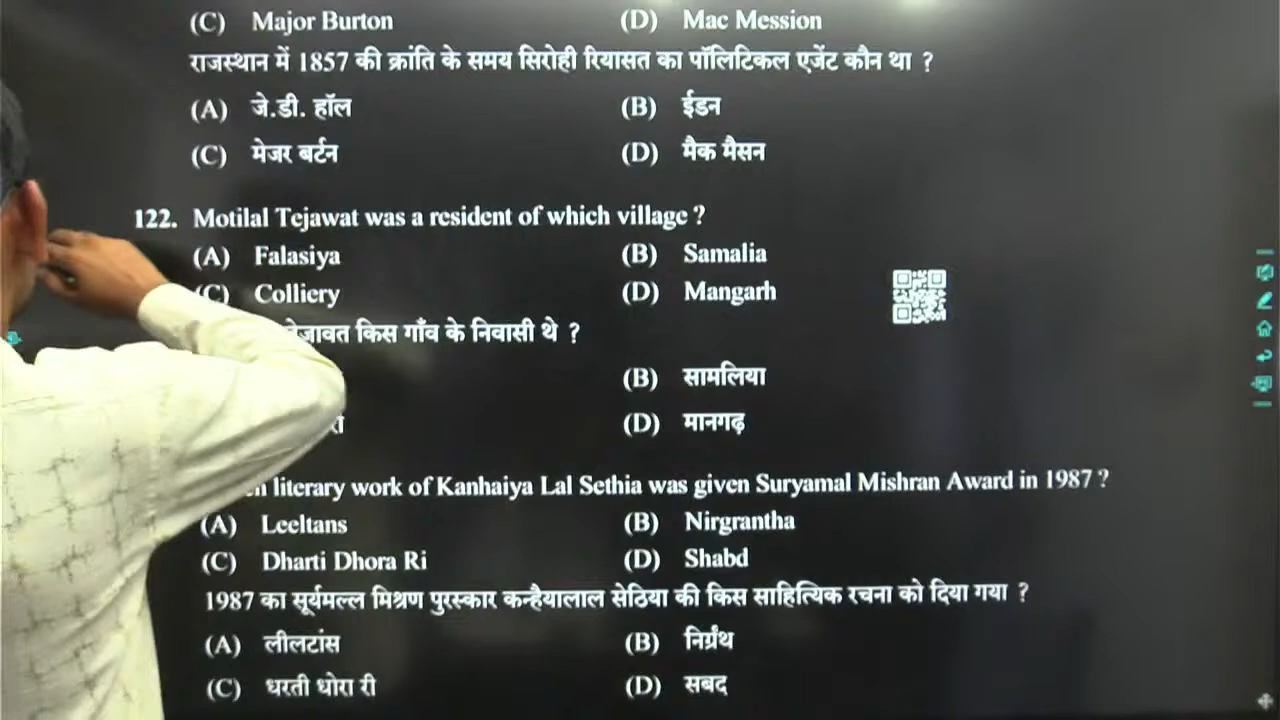 (C) Major Burton (D) Mac Mession
राजस्थान में 1857 की क्रांति के समय सिरोही रियासत का पॉलिटिकल एजेंट कौन था ?
(A) जे.डी. हॉल (B) ईडन
(C) मेजर बर्टन (D) मैक मैसन
122. Motilal Tejawat was a resident of which village ?
(A) Falasiya (B) Samalia
(C) Colliery (D) Mangarh
किस गाँव के निवासी थे ?
(B) सामलिया
(D) मानगढ़
literary work of Kanhaiya Lal Sethia was given Suryamal Mishran Award in 1987 ?
(A) Leeltans (B) Nirgrantha
(C) Dharti Dhora Ri (D) Shabd
1987 का सूर्यमल्ल मिश्रण पुरस्कार कन्हैयालाल सेठिया की किस साहित्यिक रचना को दिया गया ?
(A) लीलटांस (B) निर्ग्रंथ
(C) धरती धोरा री (D) सबद